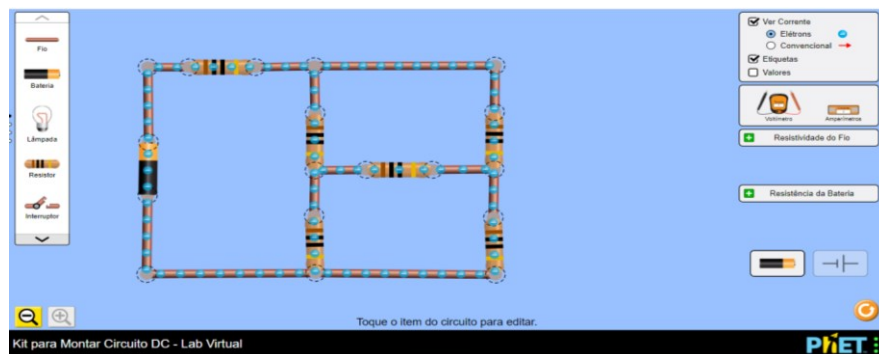 Fio
Bateria
Lâmpada
Resistor
Interruptor
Ver Corrente
Elétrons
Convencional
Etiquetas
Valores
Voltímetro
Amperímetros
Resistividade do Fio
Resistência da Bateria
Toque o item do circuito para editar.
Kit para Montar Circuito DC - Lab Virtual
PhET